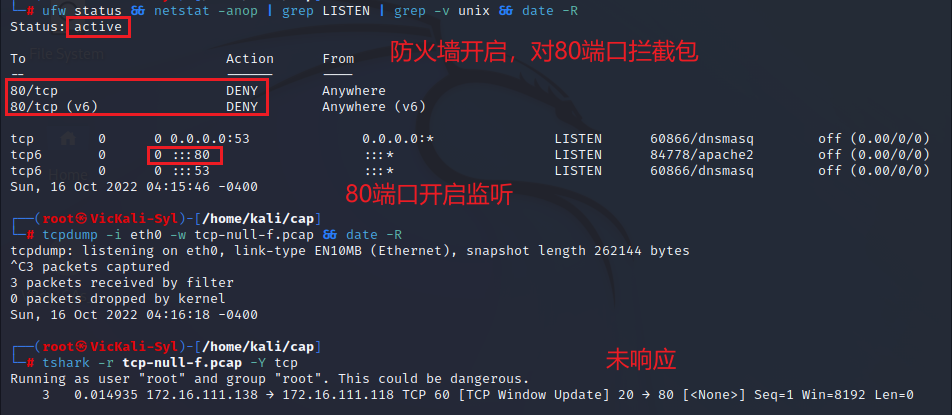 └─# ufw status && netstat -anop | grep LISTEN | grep -v unix && date -R
Status: active
File System
防火墙开启，对80端口拦截包
To Action From
-- ------ ----
80/tcp DENY Anywhere
80/tcp (v6) DENY Anywhere (v6)
tcp 0 0 0.0.0.0:53 0.0.0.0:* LISTEN 60866/dnsmasq off (0.00/0/0)
tcp6 0 0 :::80 :::* LISTEN 84778/apache2 off (0.00/0/0)
tcp6 0 0 :::53 :::* LISTEN 60866/dnsmasq off (0.00/0/0)
Home
Sun, 16 Oct 2022 04:15:46 -0400
80端口开启监听
┌──(root㉿VicKali-Syl)-[/home/kali/cap]
└─# tcpdump -i eth0 -w tcp-null-f.pcap && date -R
tcpdump: listening on eth0, link-type EN10MB (Ethernet), snapshot length 262144 bytes
^C3 packets captured
3 packets received by filter
0 packets dropped by kernel
Sun, 16 Oct 2022 04:16:18 -0400
┌──(root㉿VicKali-Syl)-[/home/kali/cap]
└─# tshark -r tcp-null-f.pcap -Y tcp
未响应
Running as user "root" and group "root". This could be dangerous.
3 0.014935 172.16.111.138 → 172.16.111.118 TCP 60 [TCP Window Update] 20 → 80 [<None>] Seq=1 Win=8192 Len=0